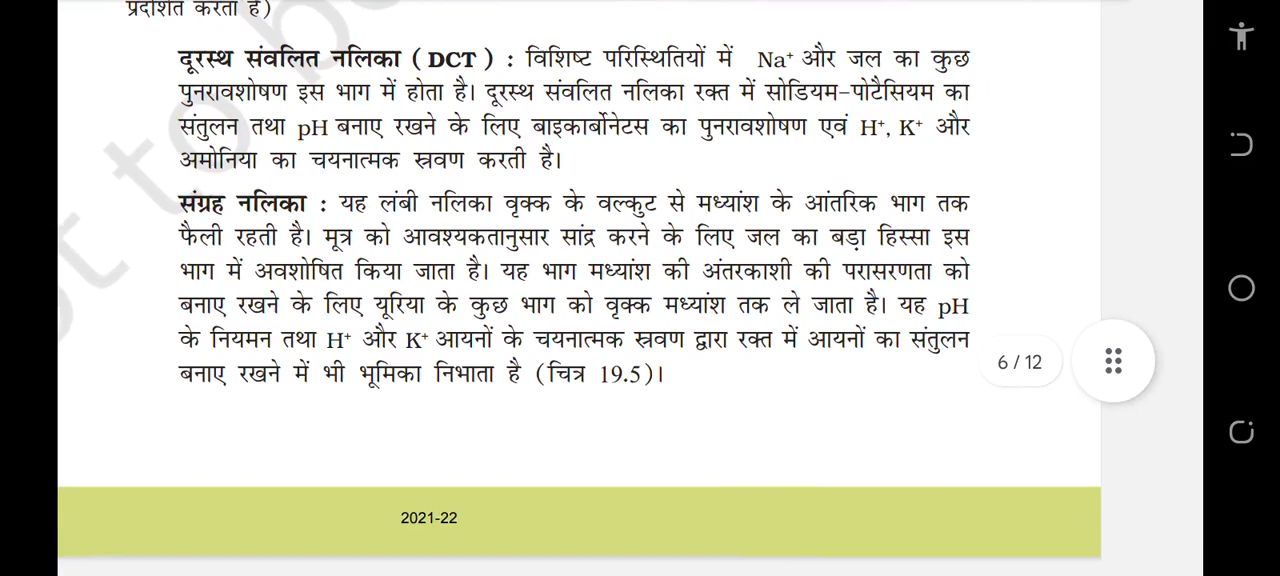 प्रदर्शित करता है)
दूरस्थ संवलित नलिका ( DCT ) : विशिष्ट परिस्थितियों में Na⁺ और जल का कुछ
पुनरावशोषण इस भाग में होता है। दूरस्थ संवलित नलिका रक्त में सोडियम-पोटैसियम का
संतुलन तथा pH बनाए रखने के लिए बाइकार्बोनेटस का पुनरावशोषण एवं H⁺, K⁺ और
अमोनिया का चयनात्मक स्रवण करती है।
संग्रह नलिका : यह लंबी नलिका वृक्क के वल्कुट से मध्यांश के आंतरिक भाग तक
फैली रहती है। मूत्र को आवश्यकतानुसार सांद्र करने के लिए जल का बड़ा हिस्सा इस
भाग में अवशोषित किया जाता है। यह भाग मध्यांश की अंतरकाशी की परासरणता को
बनाए रखने के लिए यूरिया के कुछ भाग को वृक्क मध्यांश तक ले जाता है। यह pH
के नियमन तथा H⁺ और K⁺ आयनों के चयनात्मक स्रवण द्वारा रक्त में आयनों का संतुलन
बनाए रखने में भी भूमिका निभाता है (चित्र 19.5)।
6 / 12
2021-22